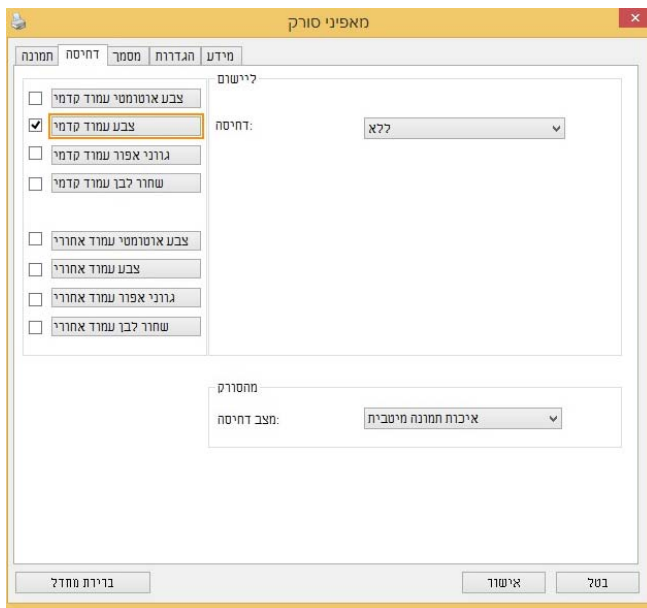 מאפיני סורק
תמונה דחיסה מסמך הגדרות מידע
צבע אוטומטי עמוד קדמי
צבע עמוד קדמי
גווני אפור עמוד קדמי
שחור לבן עמוד קדמי
צבע אוטומטי עמוד אחורי
צבע עמוד אחורי
גווני אפור עמוד אחורי
שחור לבן עמוד אחורי
ליישום
דחיסה: ללא
מהסורק
מצב דחיסה: איכות תמונה מיטבית
ברירת מחדל אישור בטל